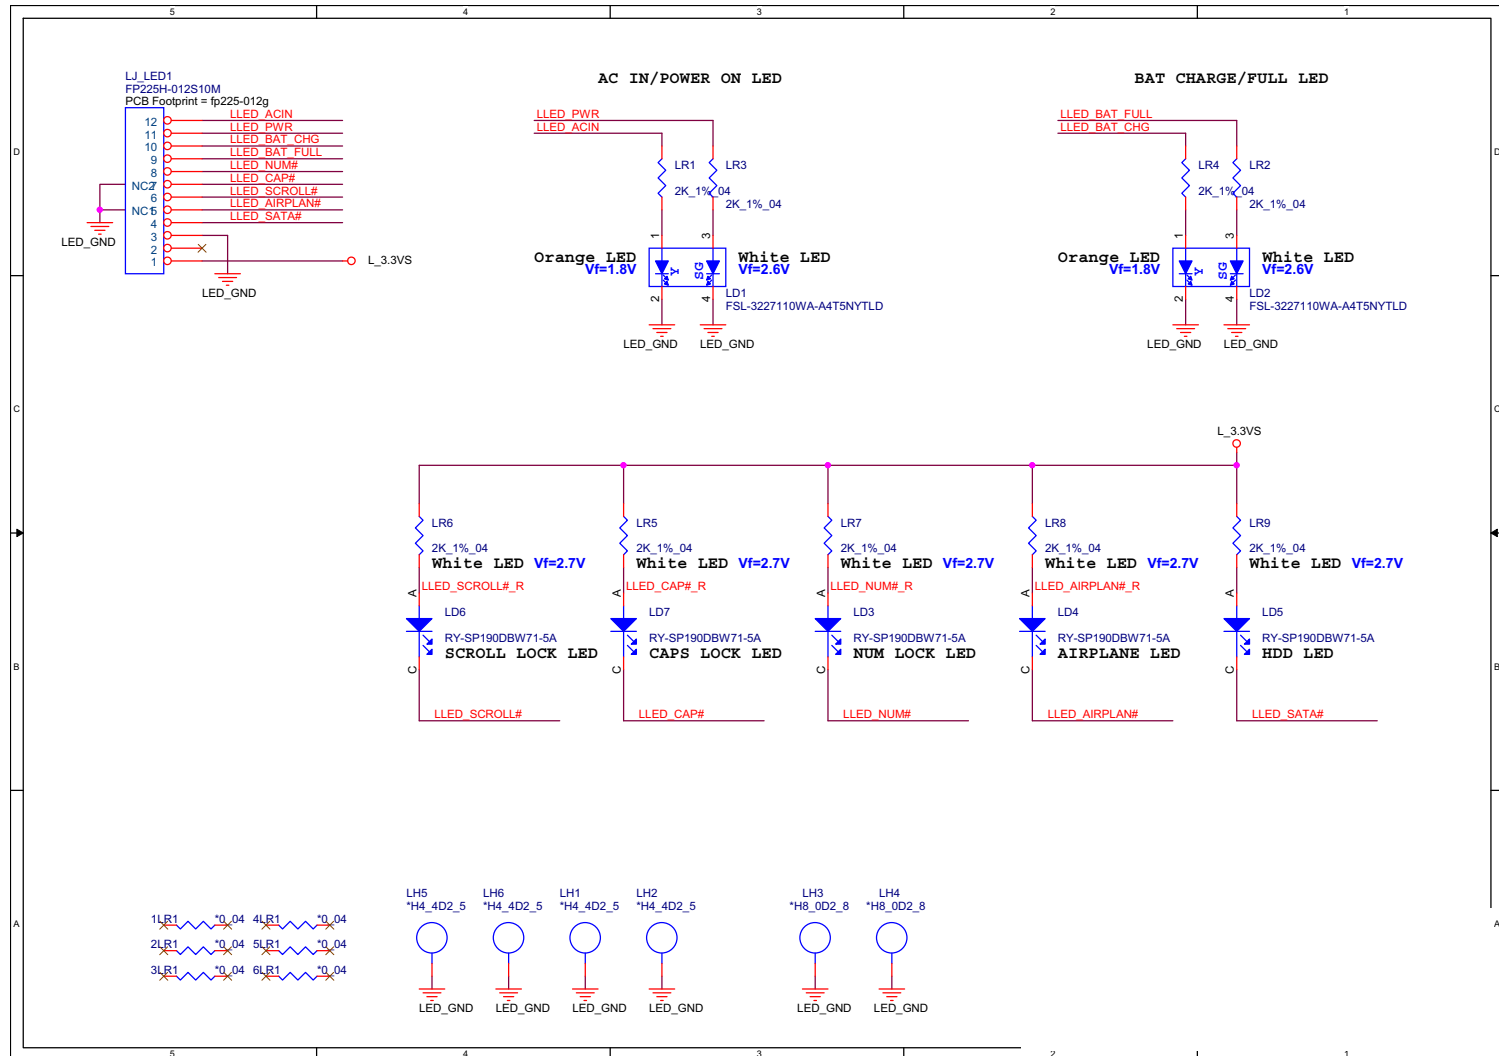 5 4 3 2 1
LJ_LED1
FP225H-012S10M
PCB Footprint = fp225-012g
12 LLED_ACIN
11 LLED_PWR
10 LLED_BAT_CHG
9 LLED_BAT_FULL
8 LLED_NUM#
NC2 7 LLED_CAP#
6 LLED_SCROLL#
NC1 5 LLED_AIRPLAN#
4 LLED_SATA#
3
2
1 L_3.3VS
LED_GND
LED_GND
AC IN/POWER ON LED
LLED_PWR
LLED_ACIN
LR1 LR3
2K_1%_04
2K_1%_04
1 3
Orange LED White LED
Vf=1.8V Vf=2.6V
Y SG
2 4
LD1
FSL-3227110WA-A4T5NYTLD
LED_GND LED_GND
BAT CHARGE/FULL LED
LLED_BAT_FULL
LLED_BAT_CHG
LR4 LR2
2K_1%_04
2K_1%_04
1 3
Orange LED White LED
Vf=1.8V Vf=2.6V
Y SG
2 4
LD2
FSL-3227110WA-A4T5NYTLD
LED_GND LED_GND
D D
C C
L_3.3VS
LR6 LR5 LR7 LR8 LR9
2K_1%_04 2K_1%_04 2K_1%_04 2K_1%_04 2K_1%_04
White LED Vf=2.7V White LED Vf=2.7V White LED Vf=2.7V White LED Vf=2.7V White LED Vf=2.7V
LLED_SCROLL#_R LLED_CAP#_R LLED_NUM#_R LLED_AIRPLAN#_R
A A A A A
LD6 LD7 LD3 LD4 LD5
RY-SP190DBW71-5A RY-SP190DBW71-5A RY-SP190DBW71-5A RY-SP190DBW71-5A RY-SP190DBW71-5A
SCROLL LOCK LED CAPS LOCK LED NUM LOCK LED AIRPLANE LED HDD LED
C C C C C
B B
LLED_SCROLL# LLED_CAP# LLED_NUM# LLED_AIRPLAN# LLED_SATA#
LH5 LH6 LH1 LH2 LH3 LH4
*H4_4D2_5 *H4_4D2_5 *H4_4D2_5 *H4_4D2_5 *H8_0D2_8 *H8_0D2_8
A A
1LR1 *0_04 4LR1 *0_04
2LR1 *0_04 5LR1 *0_04
3LR1 *0_04 6LR1 *0_04
LED_GND LED_GND LED_GND LED_GND LED_GND LED_GND
5 4 3 2 1